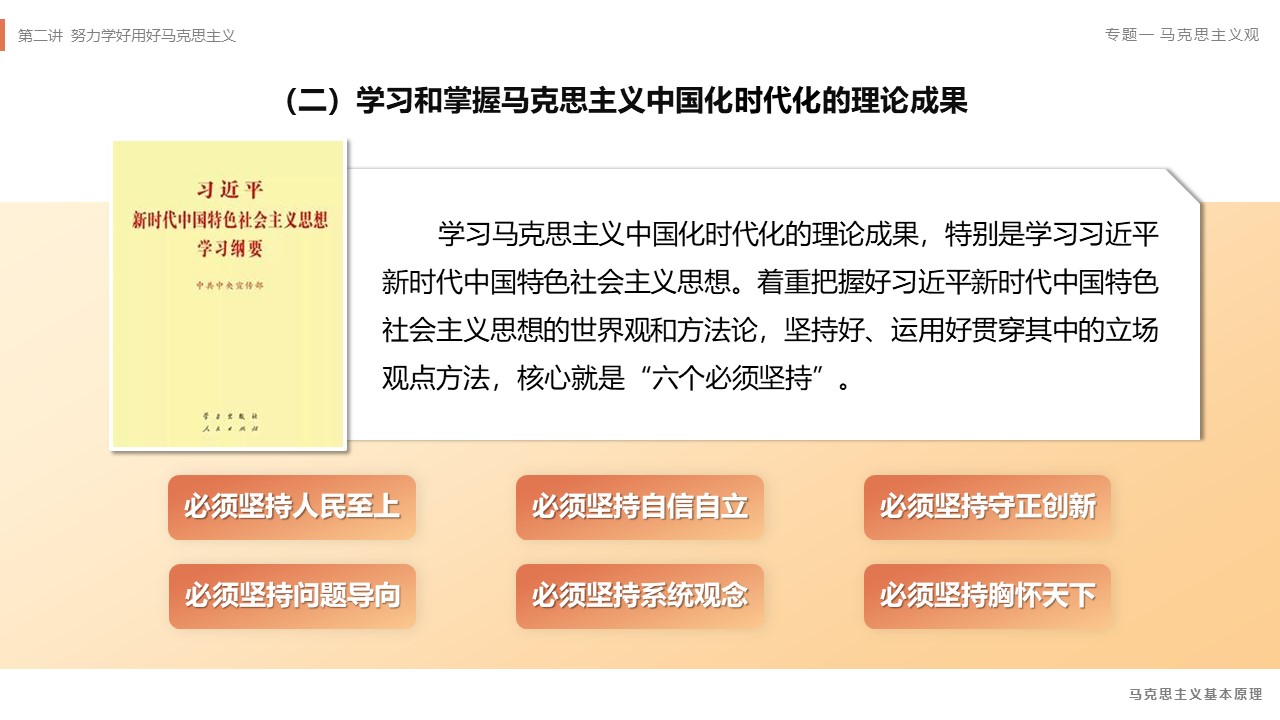 第二讲 努力学好用好马克思主义
专题一 马克思主义观
（二）学习和掌握马克思主义中国化时代化的理论成果
习近平
新时代中国特色社会主义思想
学习纲要
中共中央宣传部
学习出版社
人民出版社
学习马克思主义中国化时代化的理论成果，特别是学习习近平
新时代中国特色社会主义思想。着重把握好习近平新时代中国特色
社会主义思想的世界观和方法论，坚持好、运用好贯穿其中的立场
观点方法，核心就是“六个必须坚持”。
必须坚持人民至上
必须坚持自信自立
必须坚持守正创新
必须坚持问题导向
必须坚持系统观念
必须坚持胸怀天下
马克思主义基本原理